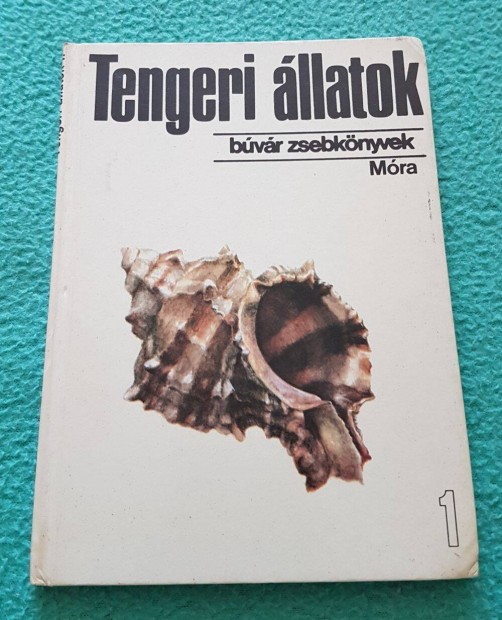 Tengeri állatok
búvár zsebkönyvek
Móra
1